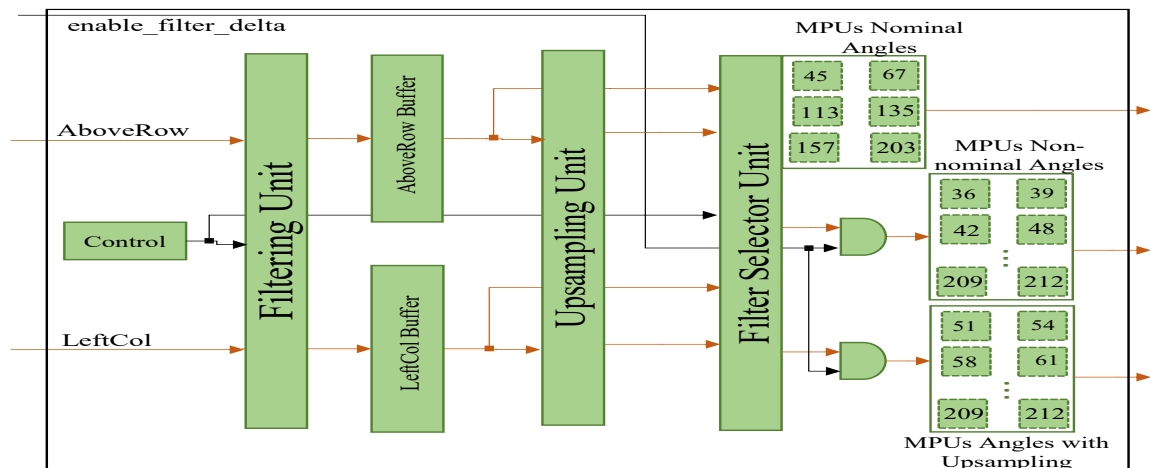 enable_filter_delta
MPUs Nominal
Angles
45 67
113 135
157 203
AboveRow
Control
LeftCol
Filtering Unit
AboveRow Buffer
LeftCol Buffer
Upsampling Unit
Filter Selector Unit
MPUs Non-
nominal Angles
36 39
42 48
209 212
51 54
58 61
209 212
MPUs Angles with
Upsampling